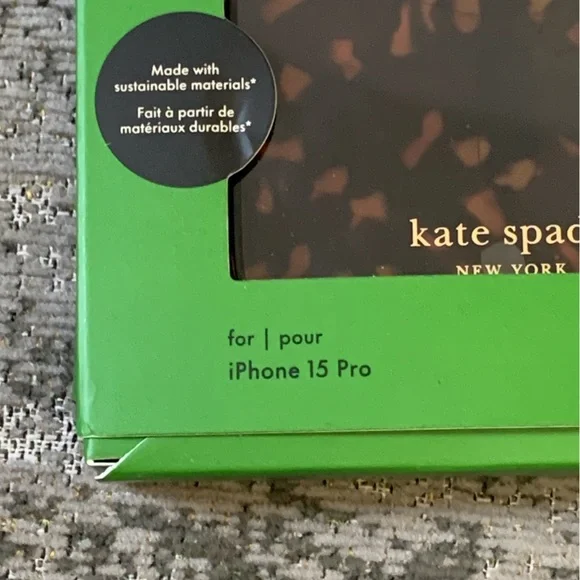 Made with
sustainable materials*
Fait à partir de
matériaux durables*
kate spad
NEW YORK
for | pour
iPhone 15 Pro